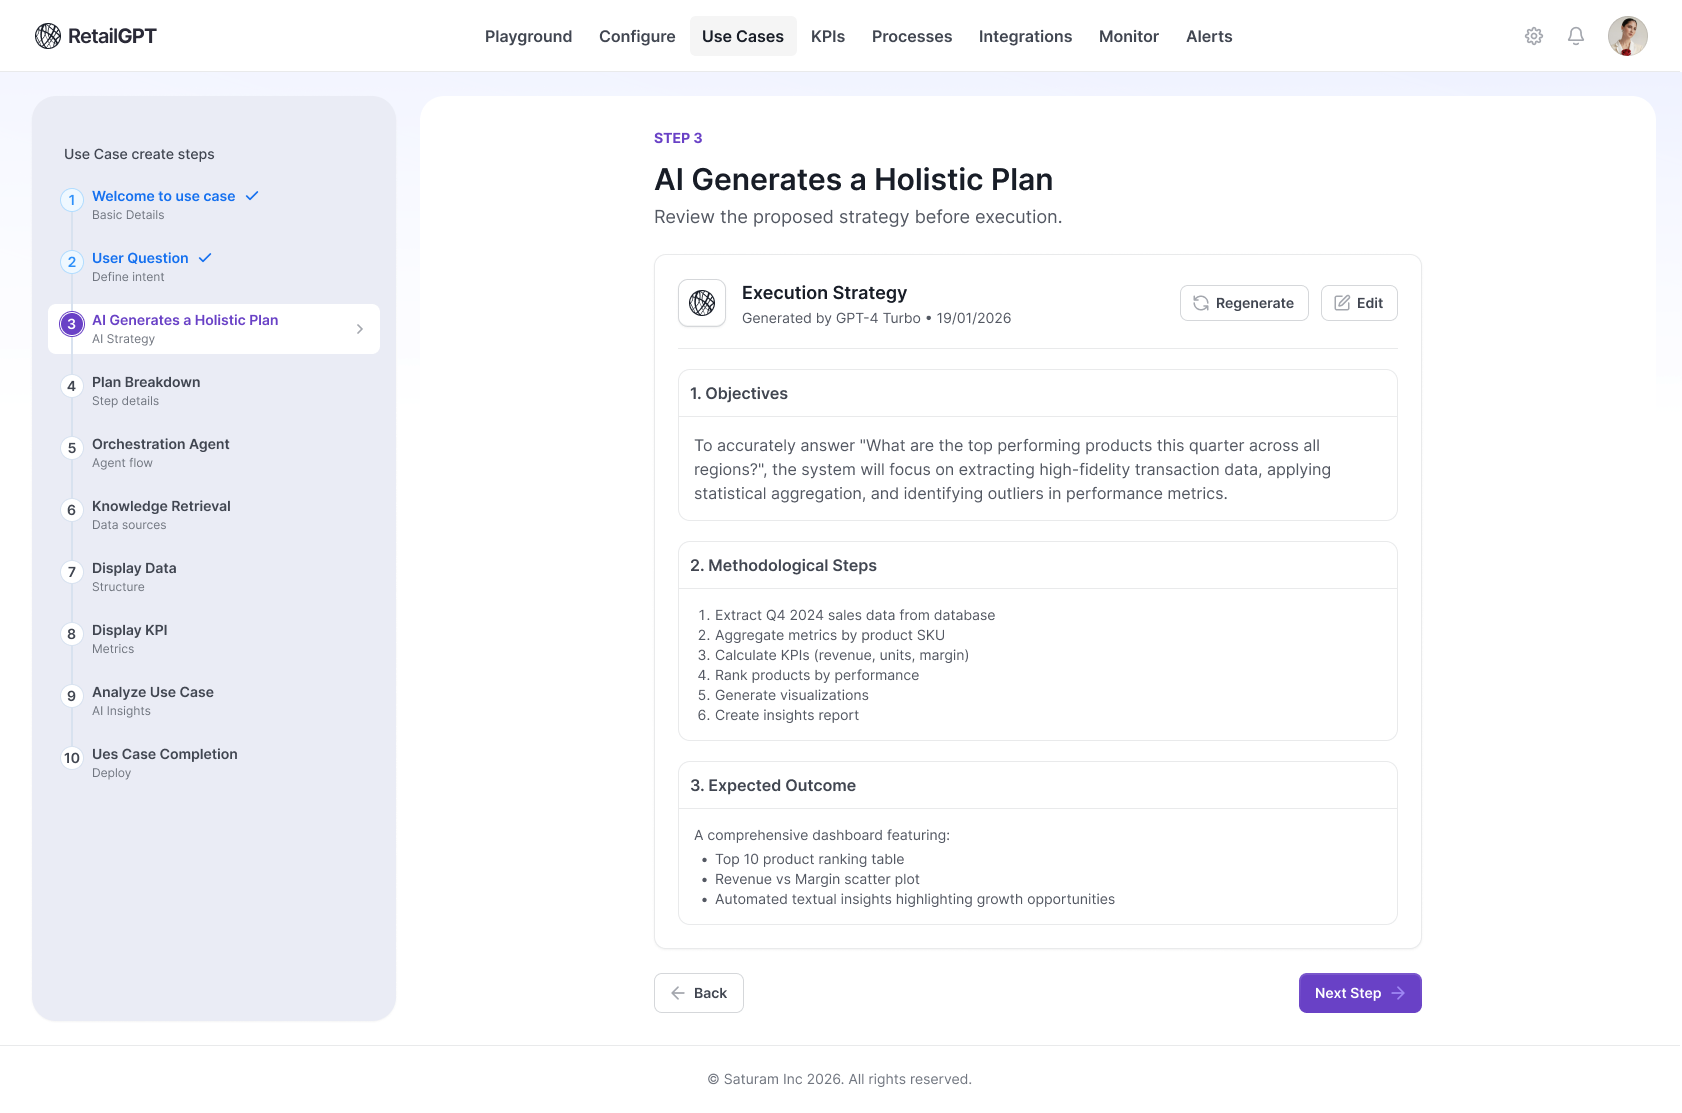 RetailGPT
Playground
Configure
Use Cases
KPIs
Processes
Integrations
Monitor
Alerts
Use Case create steps
1
Welcome to use case
Basic Details
2
User Question
Define intent
3
AI Generates a Holistic Plan
AI Strategy
4
Plan Breakdown
Step details
5
Orchestration Agent
Agent flow
6
Knowledge Retrieval
Data sources
7
Display Data
Structure
8
Display KPI
Metrics
9
Analyze Use Case
AI Insights
10
Ues Case Completion
Deploy
STEP 3
AI Generates a Holistic Plan
Review the proposed strategy before execution.
Execution Strategy
Generated by GPT-4 Turbo • 19/01/2026
Regenerate
Edit
1. Objectives
To accurately answer "What are the top performing products this quarter across all
regions?", the system will focus on extracting high-fidelity transaction data, applying
statistical aggregation, and identifying outliers in performance metrics.
2. Methodological Steps
1. Extract Q4 2024 sales data from database
2. Aggregate metrics by product SKU
3. Calculate KPIs (revenue, units, margin)
4. Rank products by performance
5. Generate visualizations
6. Create insights report
3. Expected Outcome
A comprehensive dashboard featuring:
• Top 10 product ranking table
• Revenue vs Margin scatter plot
• Automated textual insights highlighting growth opportunities
Back
Next Step
© Saturam Inc 2026. All rights reserved.